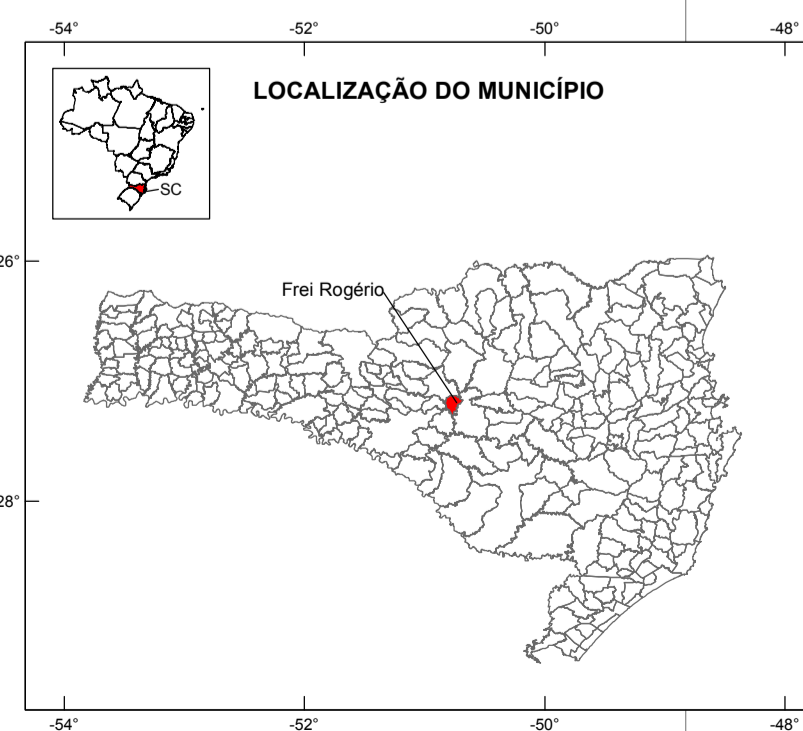 -54° -52° -50° -48°
LOCALIZAÇÃO DO MUNICÍPIO
SC
26°
Frei Rogério
28°
-54° -52° -50° -48°